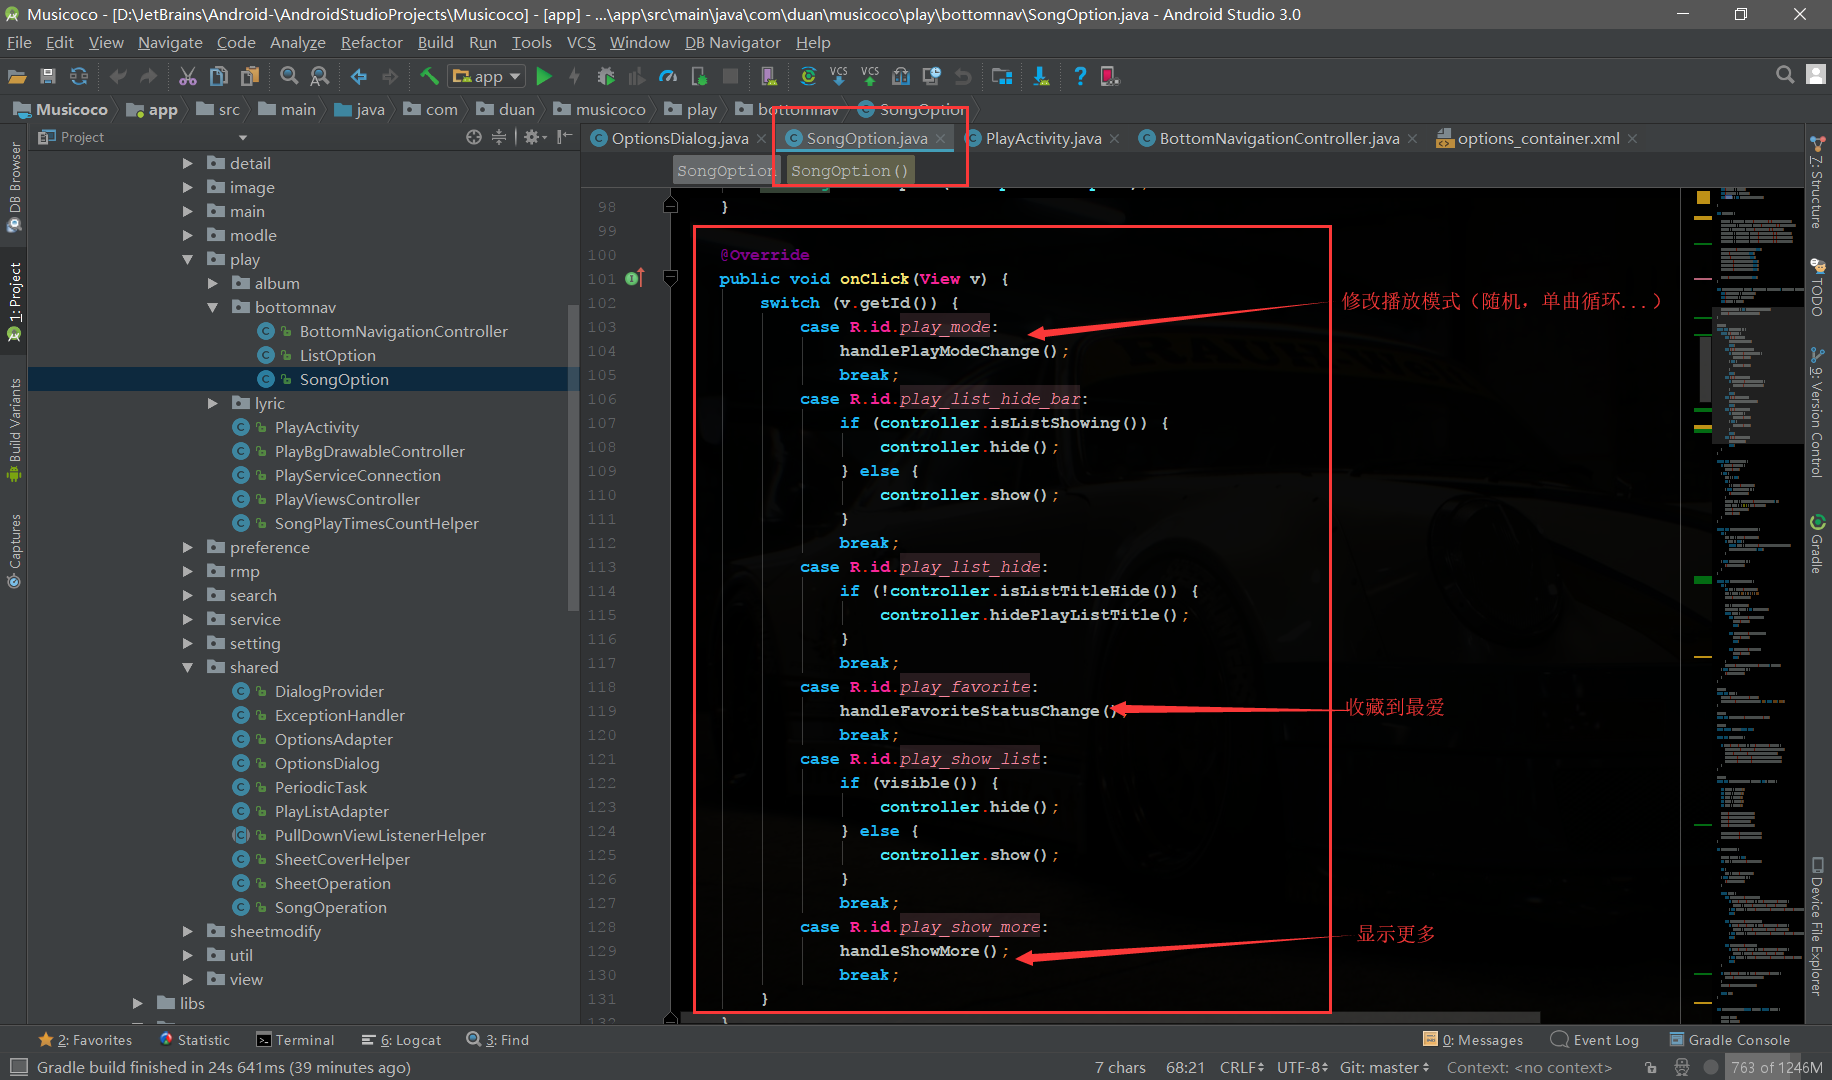 Musicoco - [D:\JetBrains\Android-\AndroidStudioProjects\Musicoco] - [app] - ...\app\src\main\java\com\duan\musicoco\play\bottomnav\SongOption.java - Android Studio 3.0
File Edit View Navigate Code Analyze Refactor Build Run Tools VCS Window DB Navigator Help
app VCS VCS
Musicoco app src main java com duan musicoco play bottomnav SongOption
Project
OptionsDialog.java SongOption.java PlayActivity.java BottomNavigationController.java options_container.xml
SongOption SongOption()
DB Browser
1: Project
Build Variants
Captures
detail
image
main
modle
play
album
bottomnav
BottomNavigationController
ListOption
SongOption
lyric
PlayActivity
PlayBgDrawableController
PlayServiceConnection
PlayViewsController
SongPlayTimesCountHelper
preference
rmp
search
service
setting
shared
DialogProvider
ExceptionHandler
OptionsAdapter
OptionsDialog
PeriodicTask
PlayListAdapter
PullDownViewListenerHelper
SheetCoverHelper
SheetOperation
SongOperation
sheetmodify
util
view
libs
98 }
99
100 @Override
101 public void onClick(View v) {
102 switch (v.getId()) {
103 case R.id.play_mode:
104 handlePlayModeChange();
105 break;
106 case R.id.play_list_hide_bar:
107 if (controller.isListShowing()) {
108 controller.hide();
109 } else {
110 controller.show();
111 }
112 break;
113 case R.id.play_list_hide:
114 if (!controller.isListTitleHide()) {
115 controller.hidePlayListTitle();
116 }
117 break;
118 case R.id.play_favorite:
119 handleFavoriteStatusChange()
120 break;
121 case R.id.play_show_list:
122 if (visible()) {
123 controller.hide();
124 } else {
125 controller.show();
126 }
127 break;
128 case R.id.play_show_more:
129 handleShowMore();
130 break;
131 }
132 }
修改播放模式（随机，单曲循环...）
收藏到最爱
显示更多
Z: Structure
TODO
9: Version Control
Gradle
Device File Explorer
2: Favorites Statistic Terminal 6: Logcat 3: Find 0: Messages Event Log Gradle Console
Gradle build finished in 24s 641ms (39 minutes ago) 7 chars 68:21 CRLF UTF-8 Git: master Context: <no context> 763 of 1246M